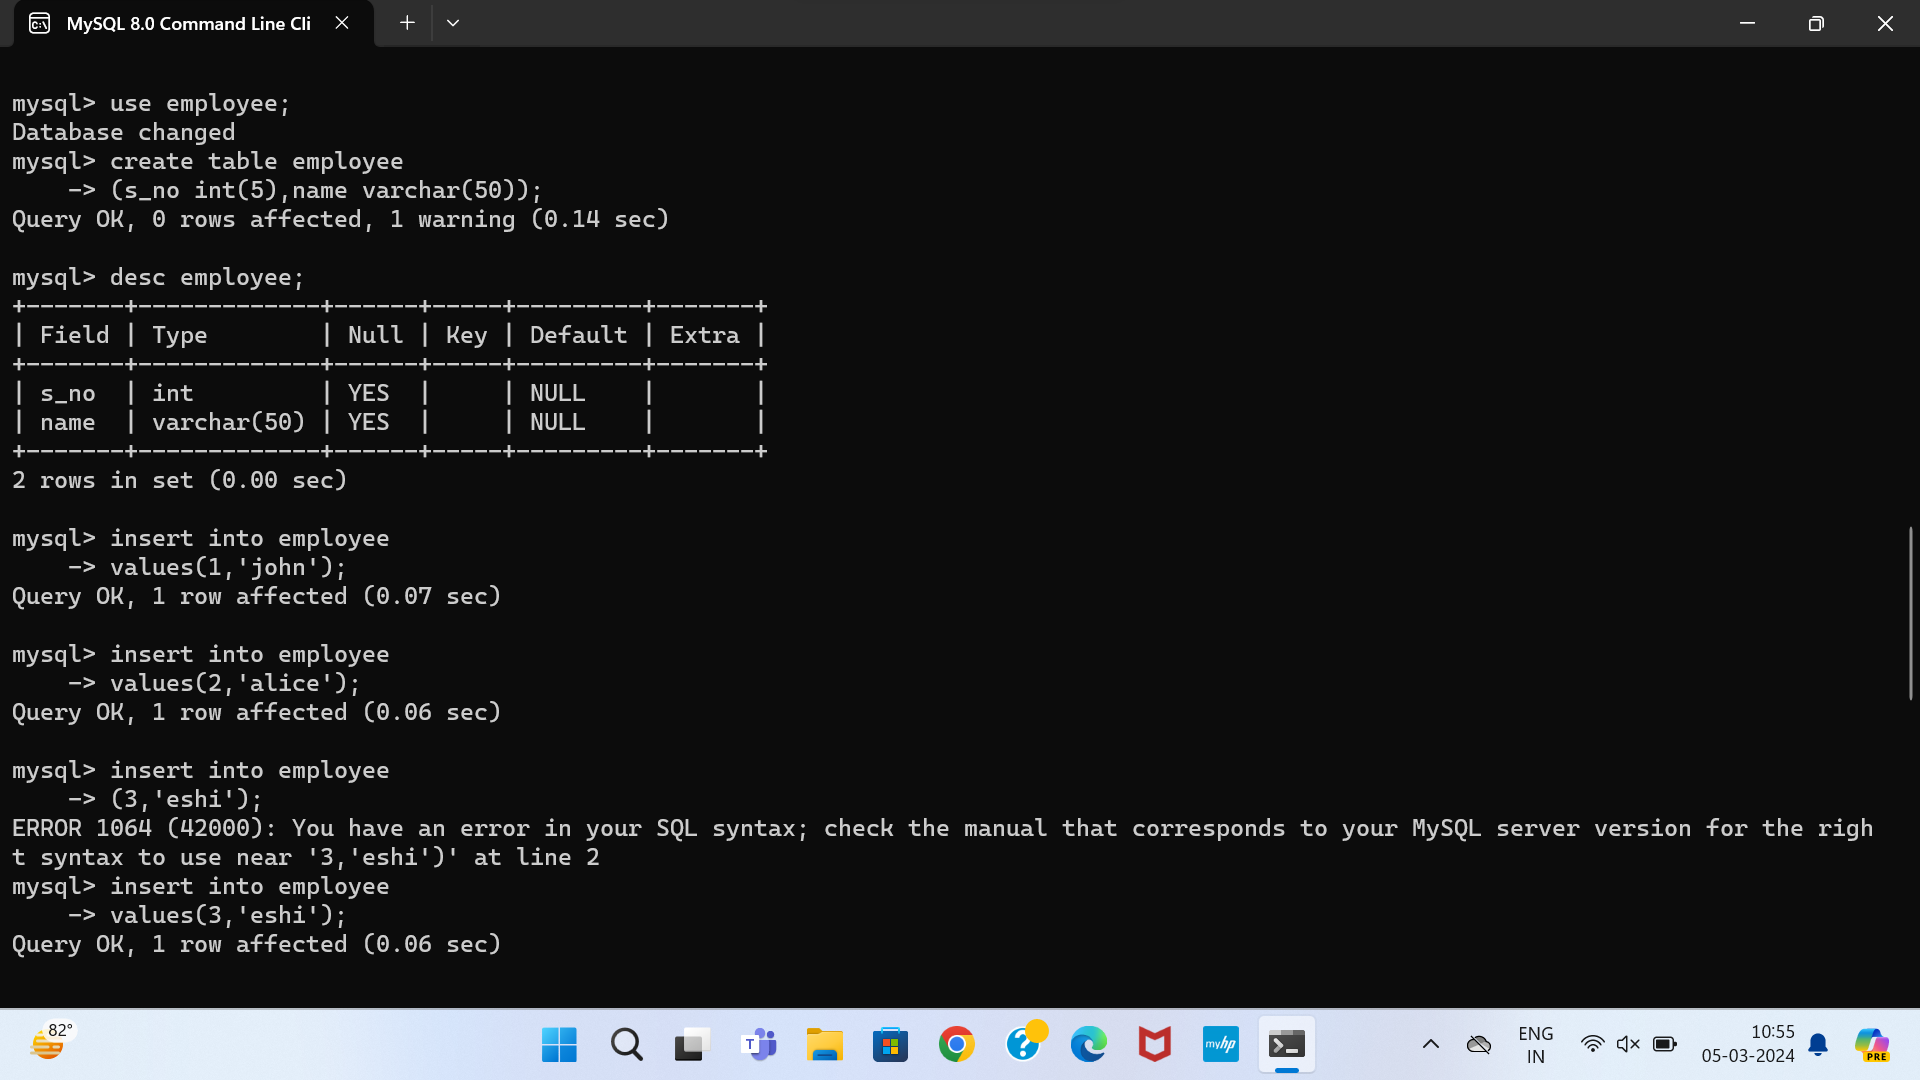 MySQL 8.0 Command Line Cli
mysql> use employee;
Database changed
mysql> create table employee
    -> (s_no int(5),name varchar(50));
Query OK, 0 rows affected, 1 warning (0.14 sec)
mysql> desc employee;
+-------+-------------+------+-----+---------+-------+
| Field | Type        | Null | Key | Default | Extra |
+-------+-------------+------+-----+---------+-------+
| s_no  | int         | YES  |     | NULL    |       |
| name  | varchar(50) | YES  |     | NULL    |       |
+-------+-------------+------+-----+---------+-------+
2 rows in set (0.00 sec)
mysql> insert into employee
    -> values(1,'john');
Query OK, 1 row affected (0.07 sec)
mysql> insert into employee
    -> values(2,'alice');
Query OK, 1 row affected (0.06 sec)
mysql> insert into employee
    -> (3,'eshi');
ERROR 1064 (42000): You have an error in your SQL syntax; check the manual that corresponds to your MySQL server version for the righ
t syntax to use near '3,'eshi')' at line 2
mysql> insert into employee
    -> values(3,'eshi');
Query OK, 1 row affected (0.06 sec)
82°
T
?
myhp
ENG
IN
10:55
05-03-2024
PRE